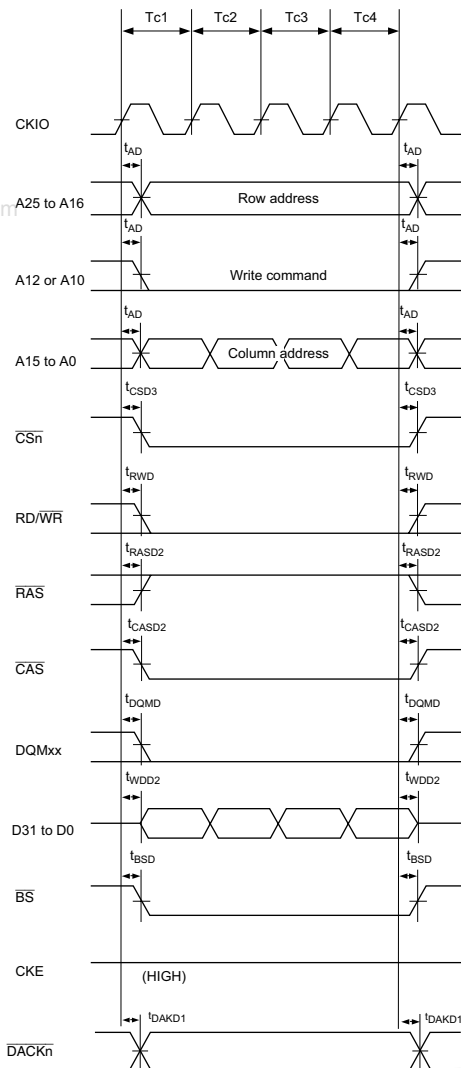 Tc1 Tc2 Tc3 Tc4
CKIO
tAD tAD
m
A25 to A16 Row address
tAD tAD
A12 or A10 Write command
tAD tAD
A15 to A0 Column address
tCSD3 tCSD3
CSn
tRWD tRWD
RD/WR
tRASD2 tRASD2
RAS
tCASD2 tCASD2
CAS
tDQMD tDQMD
DQMxx
tWDD2 tWDD2
D31 to D0
tBSD tBSD
BS
CKE
(HIGH)
tDAKD1 tDAKD1
DACKn